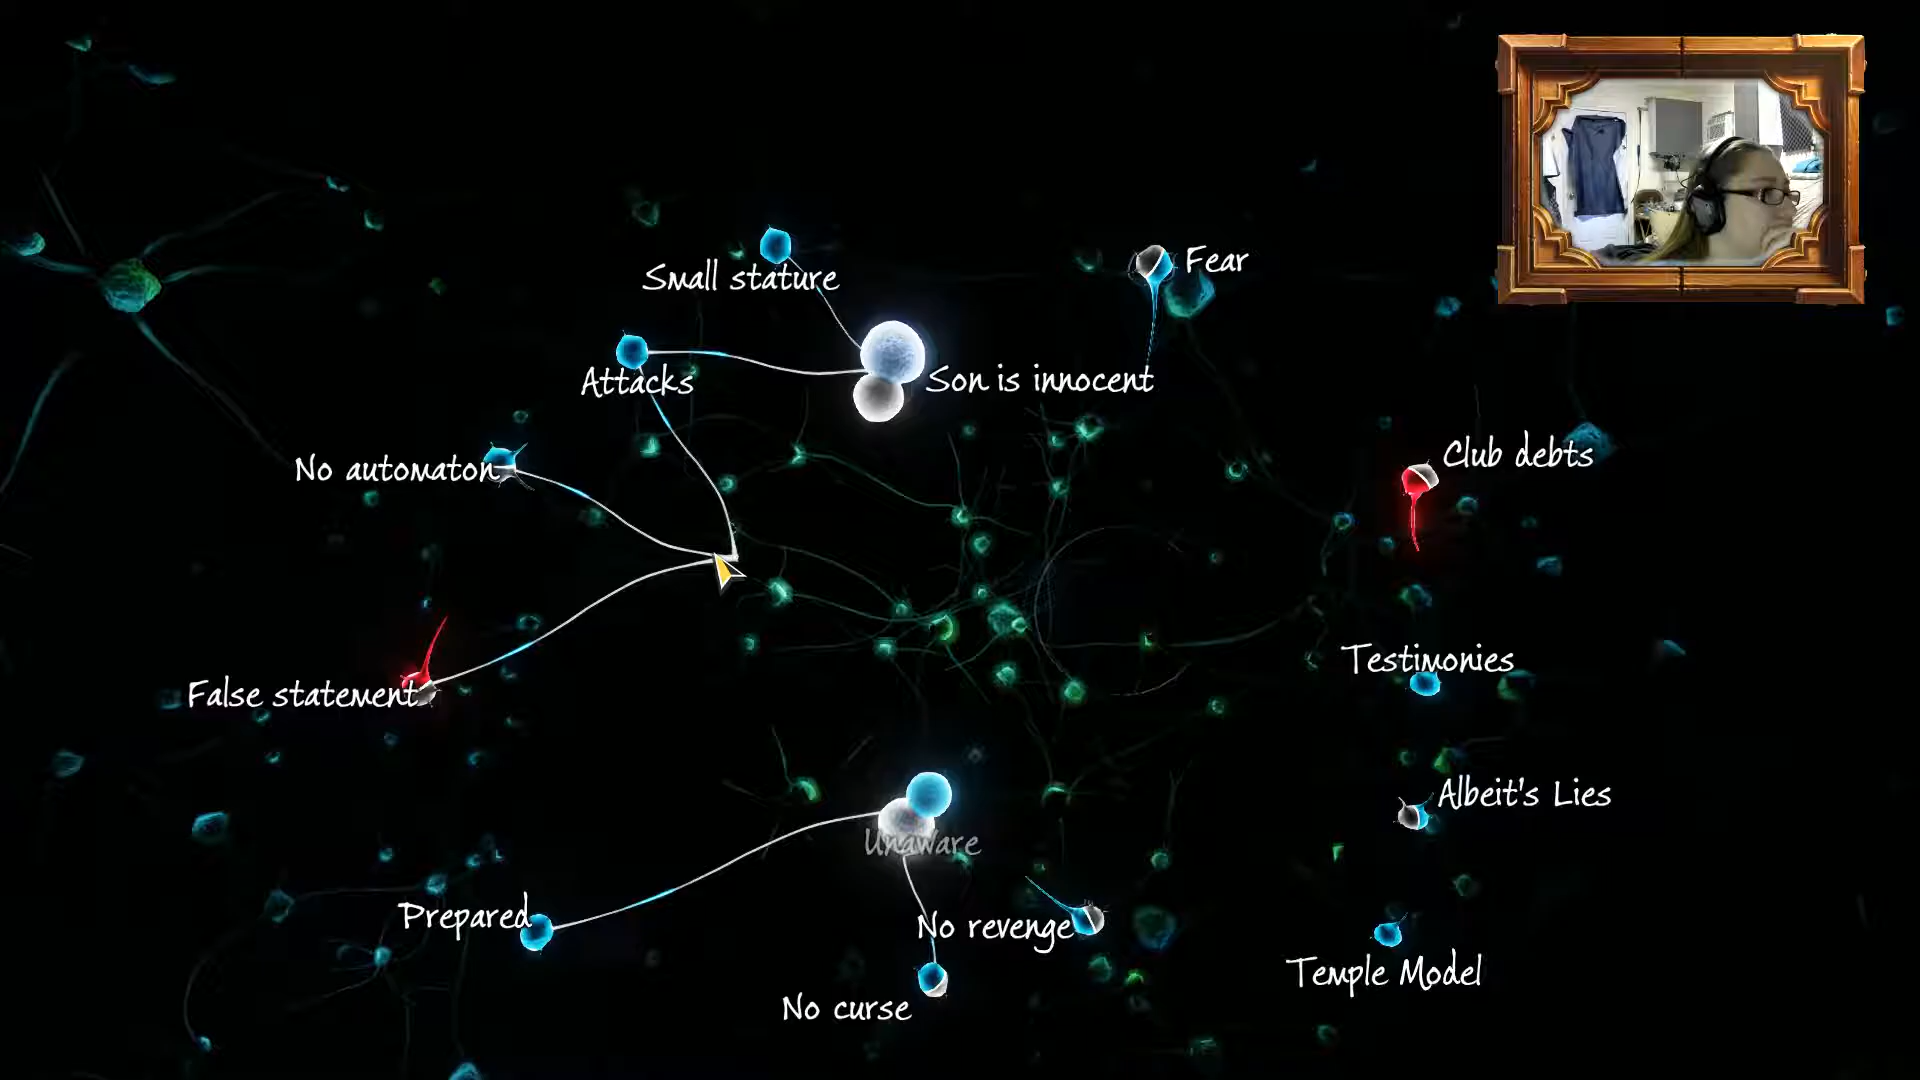 Small stature
Fear
Attacks
Son is innocent
No automaton
Club debts
False statement
Testimonies
Albeit's Lies
Unaware
Prepared
No revenge
Temple Model
No curse